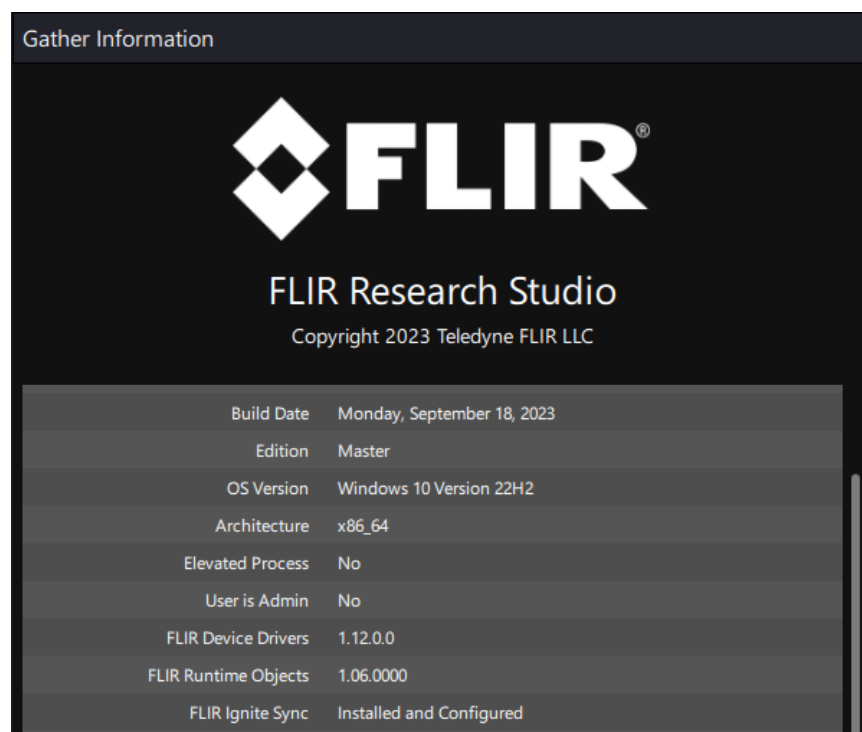 Gather Information
FLIR®
FLIR Research Studio
Copyright 2023 Teledyne FLIR LLC
Build Date Monday, September 18, 2023
Edition Master
OS Version Windows 10 Version 22H2
Architecture x86_64
Elevated Process No
User is Admin No
FLIR Device Drivers 1.12.0.0
FLIR Runtime Objects 1.06.0000
FLIR Ignite Sync Installed and Configured